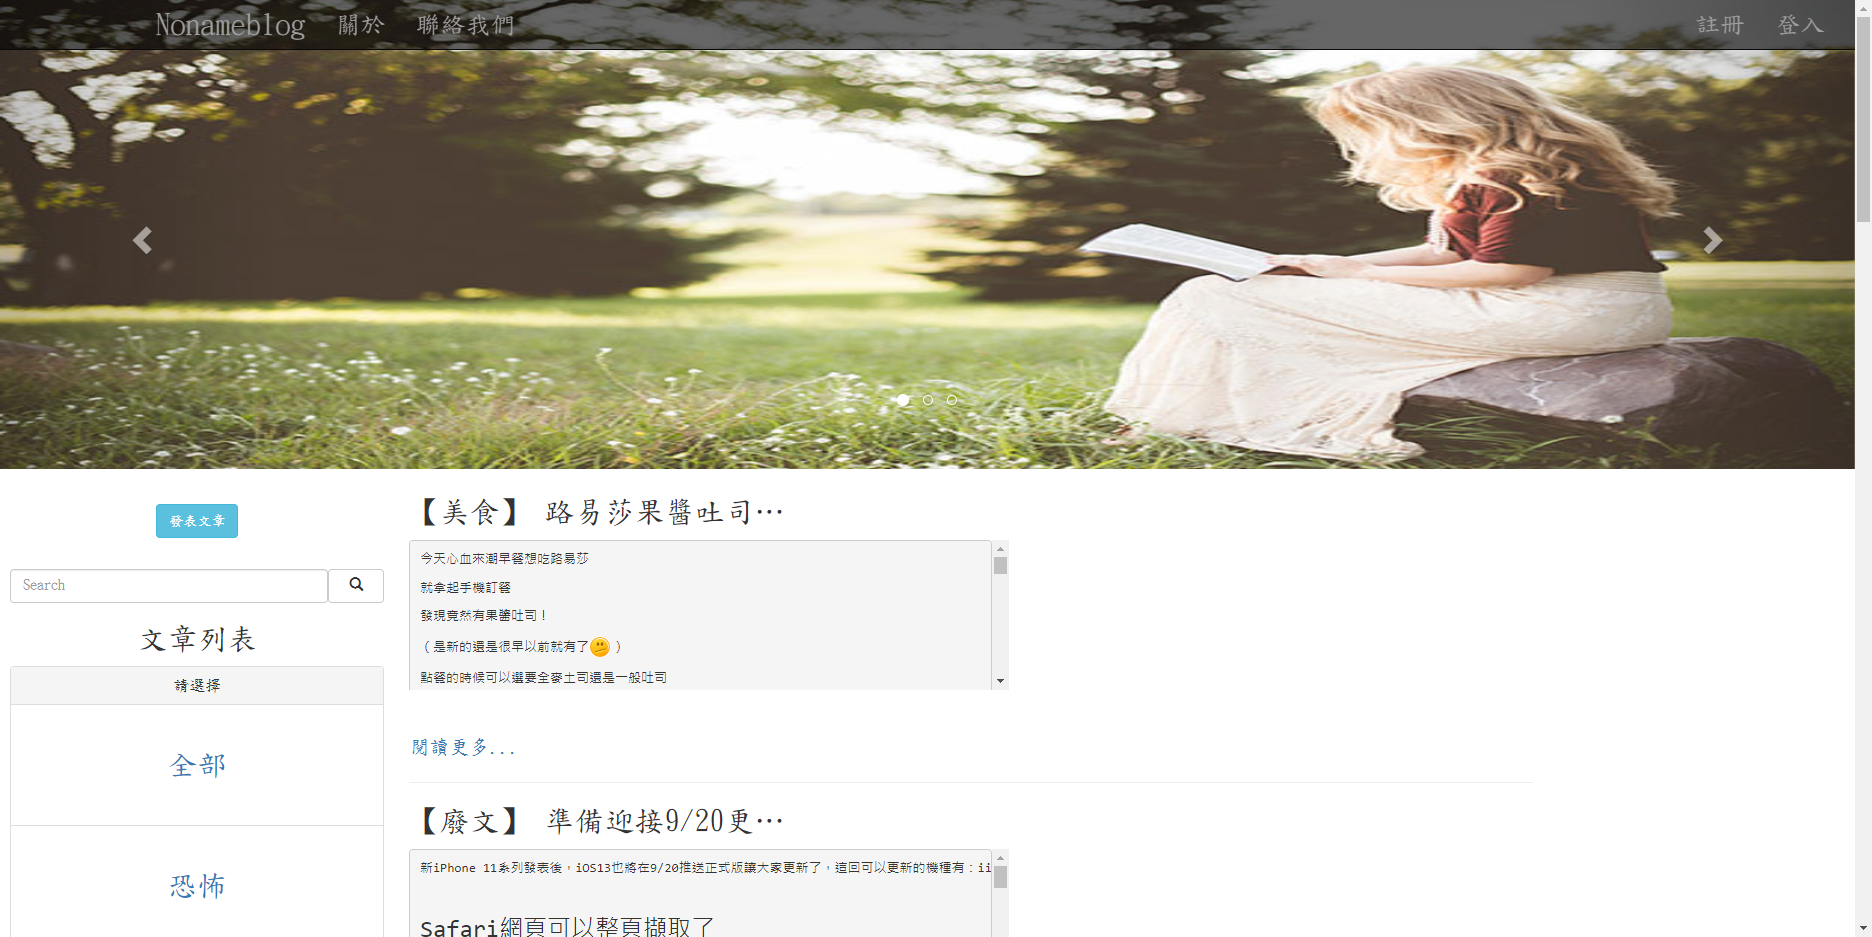 Nonameblog 關於 聯絡我們 註冊 登入
發表文章
Search
文章列表
請選擇
全部
恐怖
【美食】 路易莎果醬吐司…
今天心血來潮早餐想吃路易莎
就拿起手機訂餐
發現竟然有果醬吐司！
（是新的還是很早以前就有了 ）
點餐的時候可以選要全麥土司還是一般吐司
閱讀更多...
【廢文】 準備迎接9/20更…
新iPhone 11系列發表後，iOS13也將在9/20推送正式版讓大家更新了，這回可以更新的機種有：ii
Safari網頁可以整頁擷取了